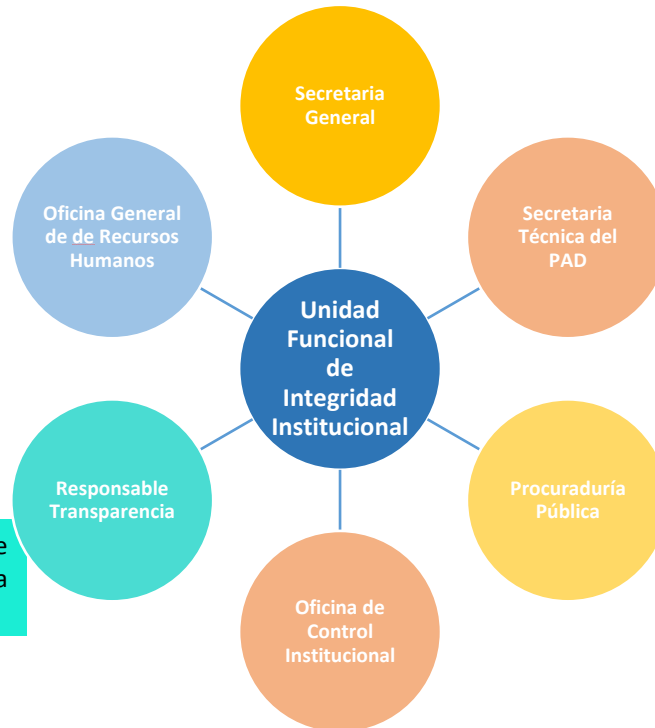 Secretaria
General
Oficina General
de de Recursos
Humanos
Secretaria
Técnica del
PAD
Unidad
Funcional
de
Integridad
Institucional
Responsable
Transparencia
Procuraduría
Pública
e
a
Oficina de
Control
Institucional